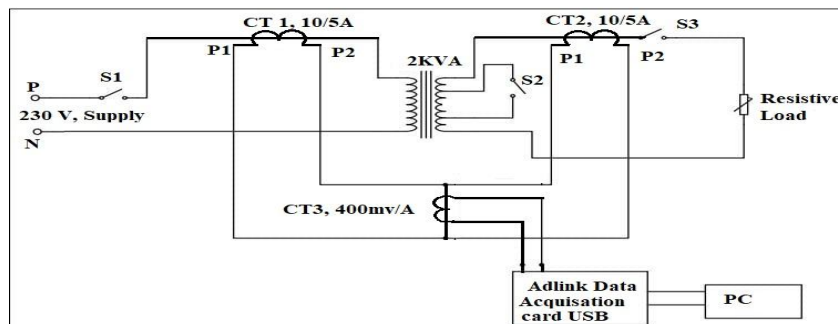 CT 1, 10/5A
CT2, 10/5A
S3
P1
P2
P1
P2
S1
2KVA
S2
P
230 V, Supply
N
Resistive
Load
CT3, 400mv/A
Adlink Data
Acquisation
card USB
PC